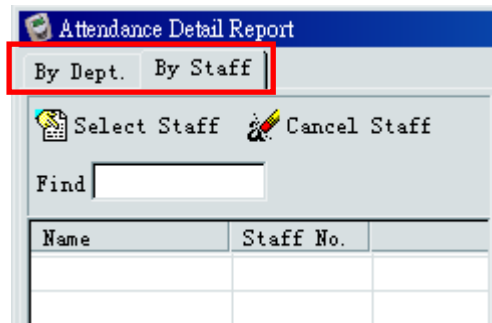 Attendance Detail Report
By Dept. By Staff
Select Staff Cancel Staff
Find
Name Staff No.